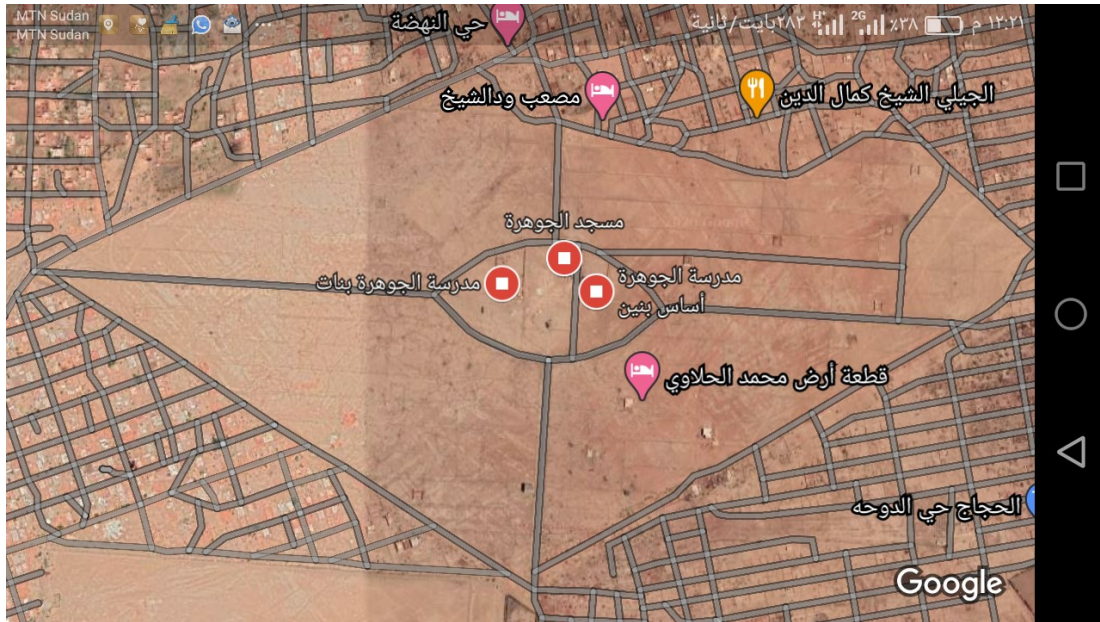 MTN Sudan
MTN Sudan
٢٨٣بايت/ثانية
H+
2G
٪٣٨
١٢:٢١ م
حي النهضة
مصعب ودالشيخ
الجيلي الشيخ كمال الدين
مسجد الجوهرة
مدرسة الجوهرة بنات
مدرسة الجوهرة
أساس بنين
قطعة أرض محمد الحلاوي
الحجاج حي الدوحه
Google